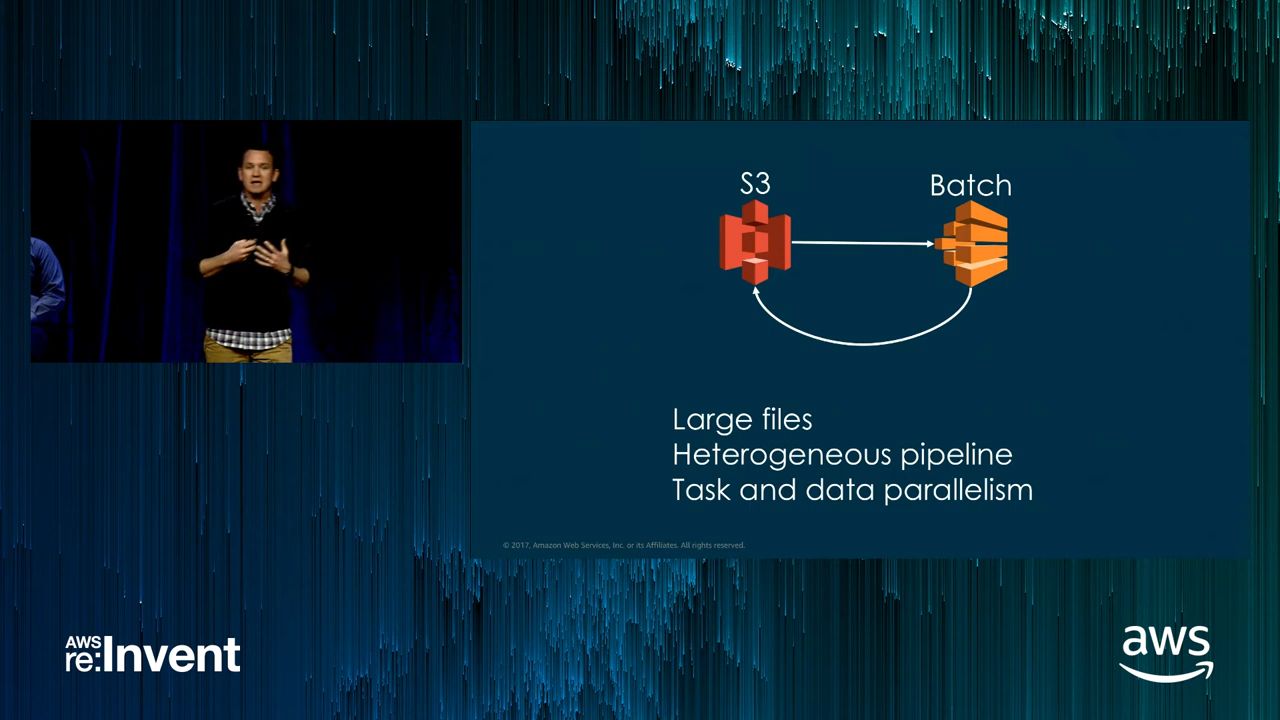 S3
Batch
Large files
Heterogeneous pipeline
Task and data parallelism
© 2017, Amazon Web Services, Inc. or its Affiliates. All rights reserved.
AWS
re:Invent
aws